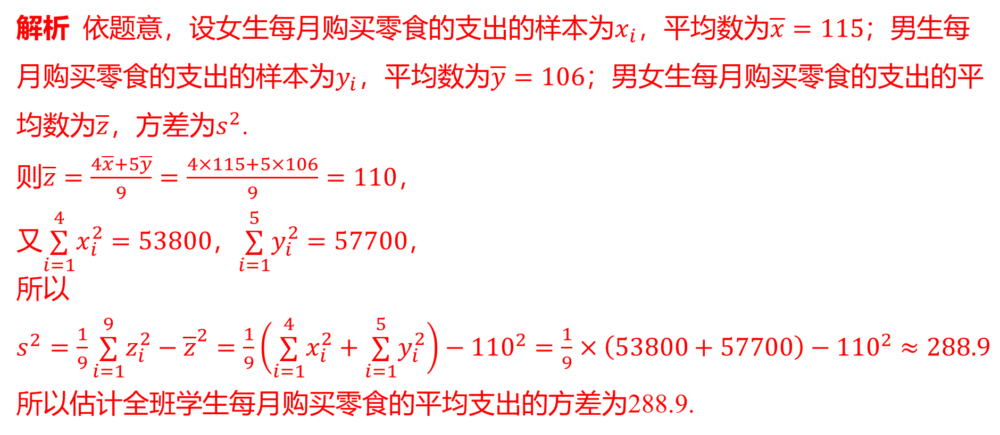 解析 依题意，设女生每月购买零食的支出的样本为$x_i$，平均数为$\overline{x}=115$；男生每
月购买零食的支出的样本为$y_i$，平均数为$\overline{y}=106$；男女生每月购买零食的支出的平
均数为$\overline{z}$，方差为$s^2$.
则$\overline{z}=\frac{4\overline{x}+5\overline{y}}{9}=\frac{4×115+5×106}{9}=110$，
又$\sum_{i=1}^{4}x_i^2=53800$，$\sum_{i=1}^{5}y_i^2=57700$，
所以
$s^2=\frac{1}{9}\sum_{i=1}^{9}z_i^2-\overline{z}^2=\frac{1}{9}\left(\sum_{i=1}^{4}x_i^2+\sum_{i=1}^{5}y_i^2\right)-110^2=\frac{1}{9}×(53800+57700)-110^2≈288.9$
所以估计全班学生每月购买零食的平均支出的方差为288.9.